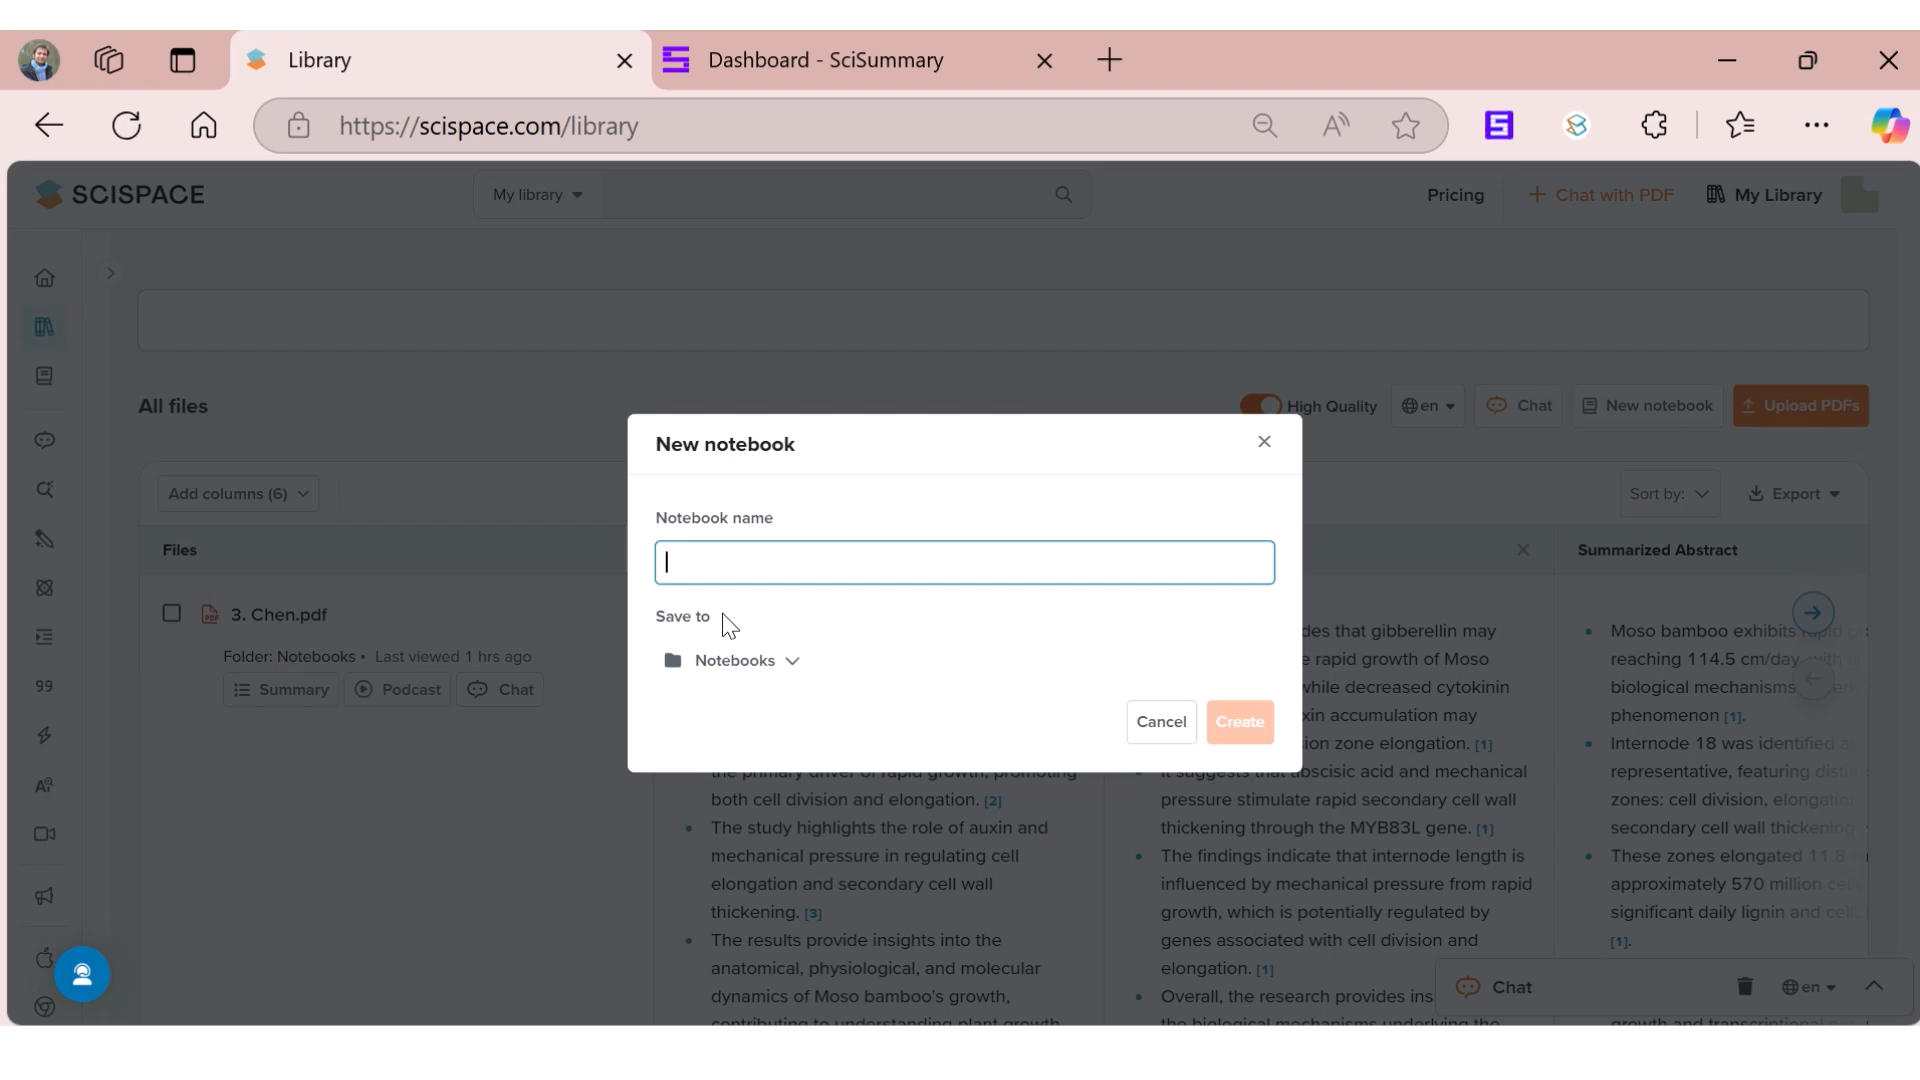 Library
Dashboard - SciSummary
https://scispace.com/library
SCISPACE
My library
Pricing
Chat with PDF
My Library
All files
High Quality
en
Chat
New notebook
Upload PDFs
New notebook
Add columns (6)
Sort by:
Export
Notebook name
Files
Summarized Abstract
3. Chen.pdf
Folder: Notebooks • Last viewed 1 hrs ago
Summary
Podcast
Chat
Save to
Notebooks
Cancel
Create
the primary driver of rapid growth, promoting
both cell division and elongation. [2]
• The study highlights the role of auxin and
mechanical pressure in regulating cell
elongation and secondary cell wall
thickening. [3]
• The results provide insights into the
anatomical, physiological, and molecular
dynamics of Moso bamboo's growth,
contributing to understanding plant growth
des that gibberellin may
rapid growth of Moso
while decreased cytokinin
xin accumulation may
ion zone elongation. [1]
• It suggests that abscisic acid and mechanical
pressure stimulate rapid secondary cell wall
thickening through the MYB83L gene. [1]
• The findings indicate that internode length is
influenced by mechanical pressure from rapid
growth, which is potentially regulated by
genes associated with cell division and
elongation. [1]
• Overall, the research provides ins
the biological mechanisms underlying the
• Moso bamboo exhibits rapid
reaching 114.5 cm/day, with
biological mechanisms
phenomenon [1].
• Internode 18 was identified a
representative, featuring
zones: cell division, elongation
secondary cell wall thickening
• These zones elongated 11.8
approximately 570 million
significant daily lignin and
[1].
growth and
Chat
en